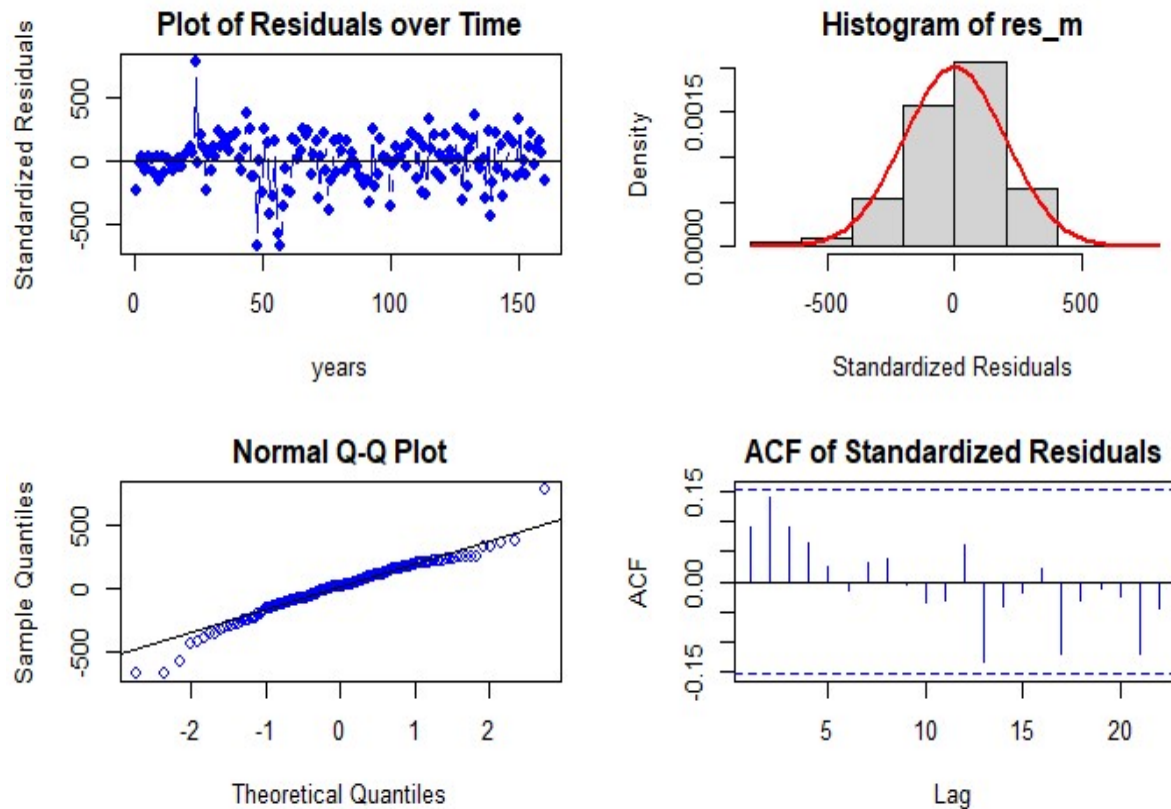 Plot of Residuals over Time
Standardized Residuals
500
0
-500
0 50 100 150
years
Histogram of res_m
Density
0.0015
0.0000
-500 0 500
Standardized Residuals
Normal Q-Q Plot
Sample Quantiles
500
0
-500
-2 -1 0 1 2
Theoretical Quantiles
ACF of Standardized Residuals
ACF
0.15
0.00
-0.15
5 10 15 20
Lag